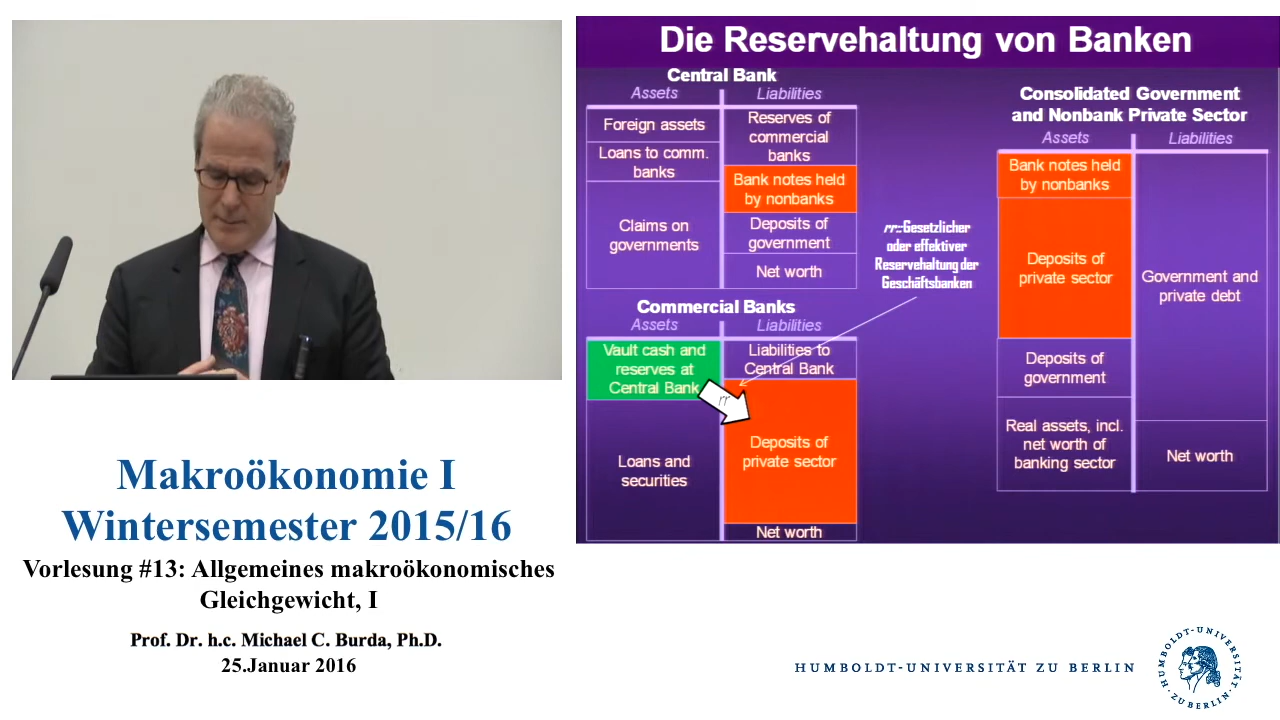 Die Reservehaltung von Banken
Central Bank
Assets
Liabilities
Foreign assets
Loans to comm.
banks
Claims on
governments
Reserves of
commercial
banks
Bank notes held
by nonbanks
Deposits of
government
Net worth
rr::Gesetzlicher
oder effektiver
Reservehaltung der
Geschäftsbanken
Commercial Banks
Assets
Liabilities
Vault cash and
reserves at
Central Bank
rr
Loans and
securities
Liabilities to
Central Bank
Deposits of
private sector
Net worth
Consolidated Government
and Nonbank Private Sector
Assets
Liabilities
Bank notes held
by nonbanks
Deposits of
private sector
Deposits of
government
Real assets, incl.
net worth of
banking sector
Government and
private debt
Net worth
Makroökonomie I
Wintersemester 2015/16
Vorlesung #13: Allgemeines makroökonomisches
Gleichgewicht, I
Prof. Dr. h.c. Michael C. Burda, Ph.D.
25.Januar 2016
HUMBOLDT-UNIVERSITÄT ZU BERLIN
HUMBOLDT-UNIVERSITÄT
ZU BERLIN